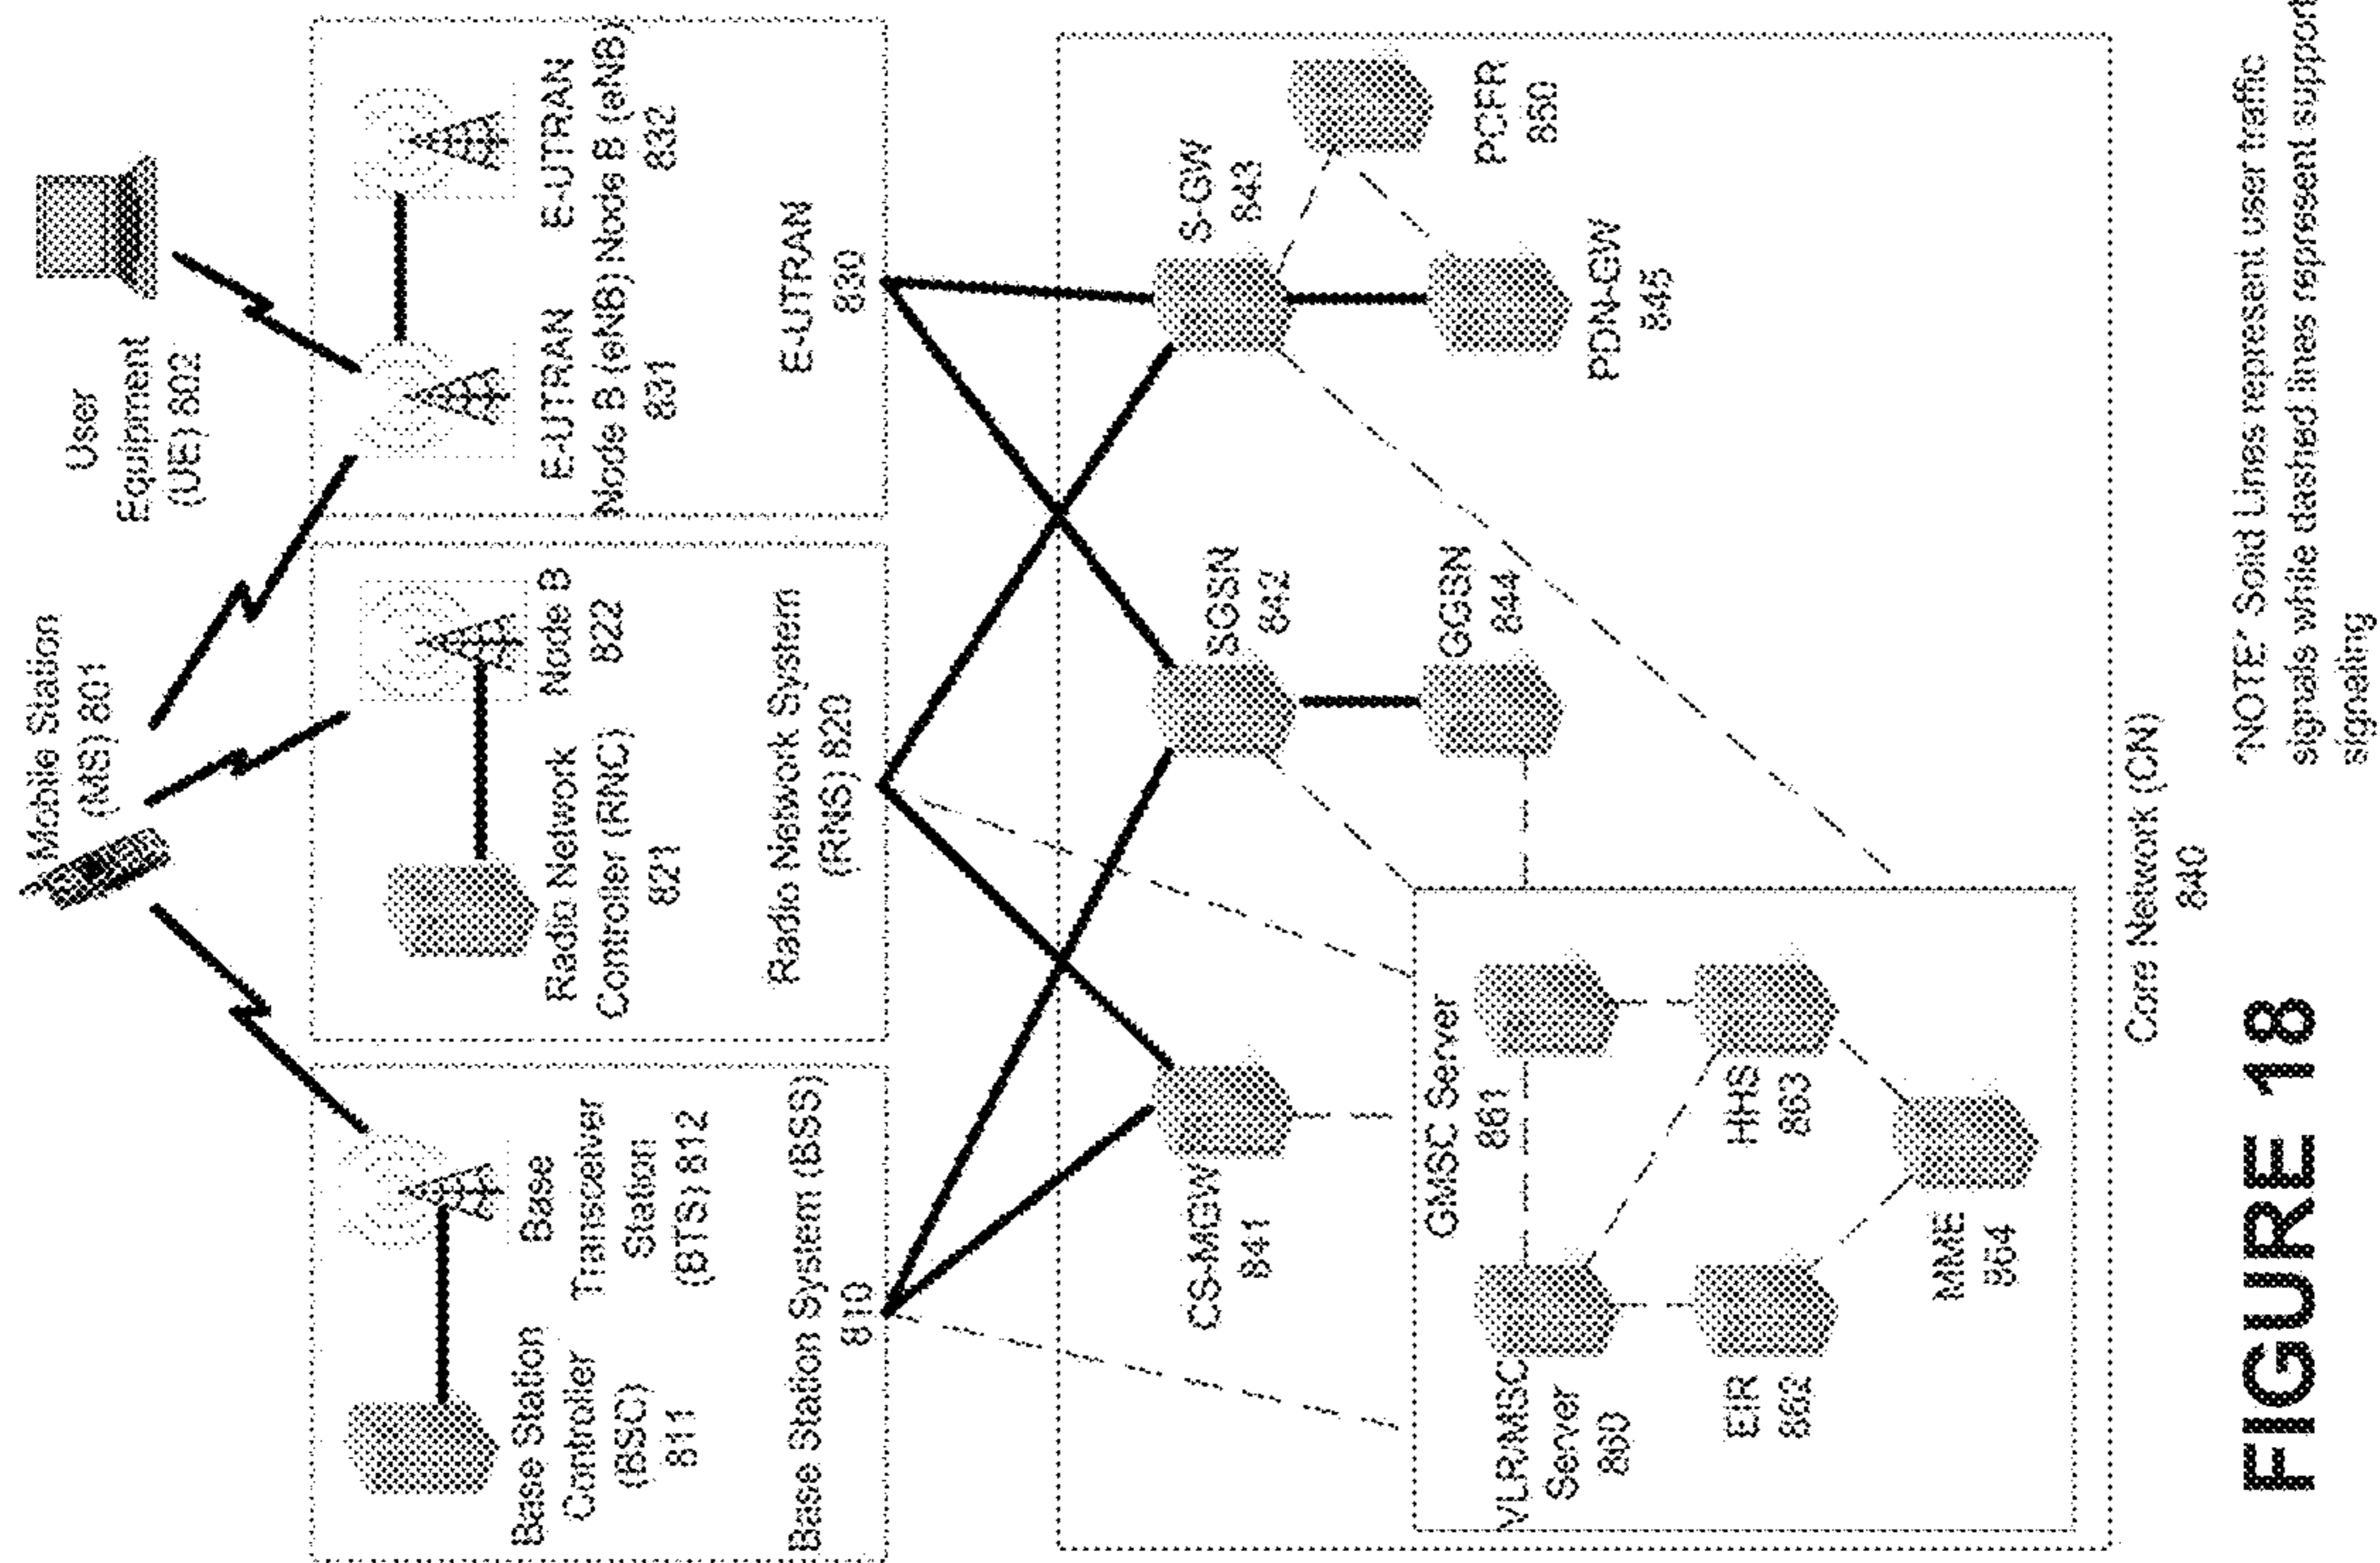 Mobile Station
(MS) 801
User
Equipment
(UE) 802
Base Station
Controller
(BSC)
811
Base
Transceiver
Station
(BTS) 812
Base Station System (BSS)
810
Radio Network
Controller (RNC)
821
Node B
822
Radio Network System
(RNS) 820
E-UTRAN
Node B (eNB)
831
E-UTRAN
Node B (eNB)
832
E-UTRAN
830
CS-MGW
841
SGSN
842
S-GW
843
GGSN
844
PDN-GW
845
PCFR
850
GMSC Server
861
VLR/MSC
Server
860
HHS
863
EIR
862
MME
864
Core Network (CN)
840
*NOTE* Solid Lines represent user traffic
signals while dashed lines represent support
signaling
FIGURE 18